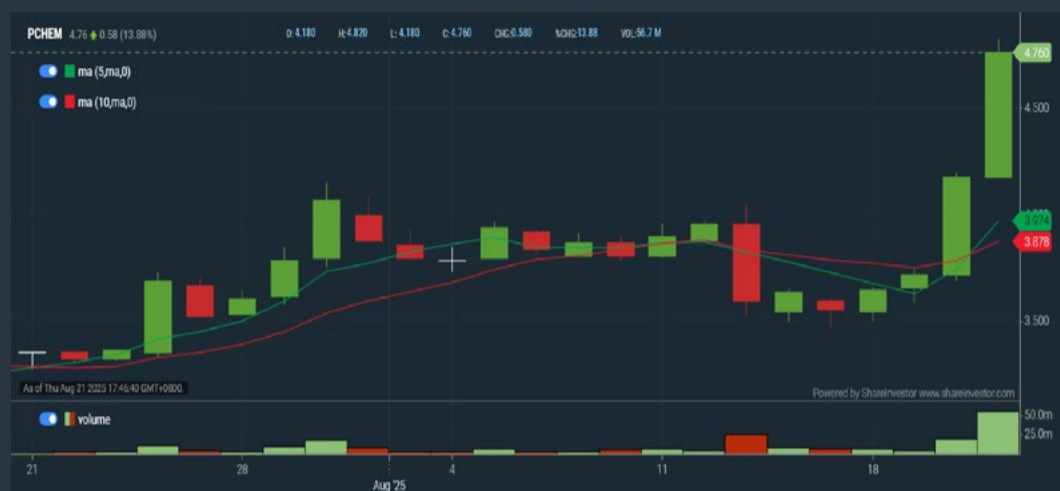 PCHEM 4.76 0.58 (13.88%) O: 4.180 H: 4.820 L: 4.180 C: 4.760 CHG:0.580 %CHG:13.88 VOL:56.7 M
4.760
ma (5,ma,0)
ma (10,ma,0)
4.500
3.974
3.878
3.500
As of Thu Aug 21 2025 17:46:40 GMT+0800.
Powered by ShareInvestor www.shareinvestor.com
volume
50.0m
25.0m
21 28 4 11 18
Aug '25